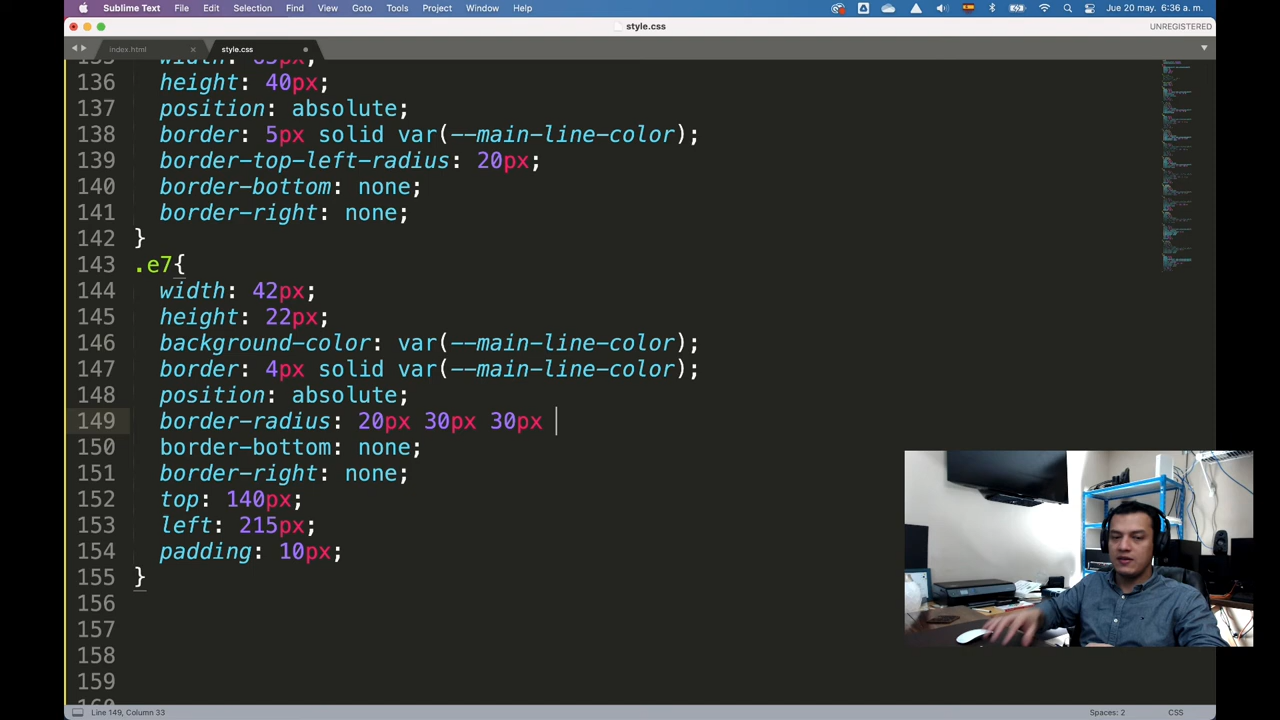 Sublime Text File Edit Selection Find View Goto Tools Project Window Help Jue 20 may. 6:36 a. m.
style.css UNREGISTERED
index.html × style.css
136 height: 40px;
137 position: absolute;
138 border: 5px solid var(--main-line-color);
139 border-top-left-radius: 20px;
140 border-bottom: none;
141 border-right: none;
142 }
143 .e7{
144 width: 42px;
145 height: 22px;
146 background-color: var(--main-line-color);
147 border: 4px solid var(--main-line-color);
148 position: absolute;
149 border-radius: 20px 30px 30px
150 border-bottom: none;
151 border-right: none;
152 top: 140px;
153 left: 215px;
154 padding: 10px;
155 }
156
157
158
159
Line 149, Column 33 Spaces: 2 CSS